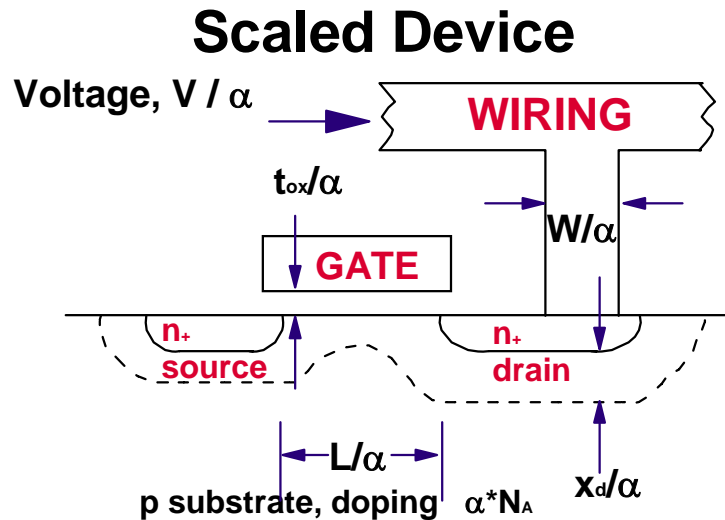 Scaled Device
Voltage, V / α
WIRING
tox/α
W/α
GATE
n+
source
n+
drain
L/α
xd/α
p substrate, doping α*NA